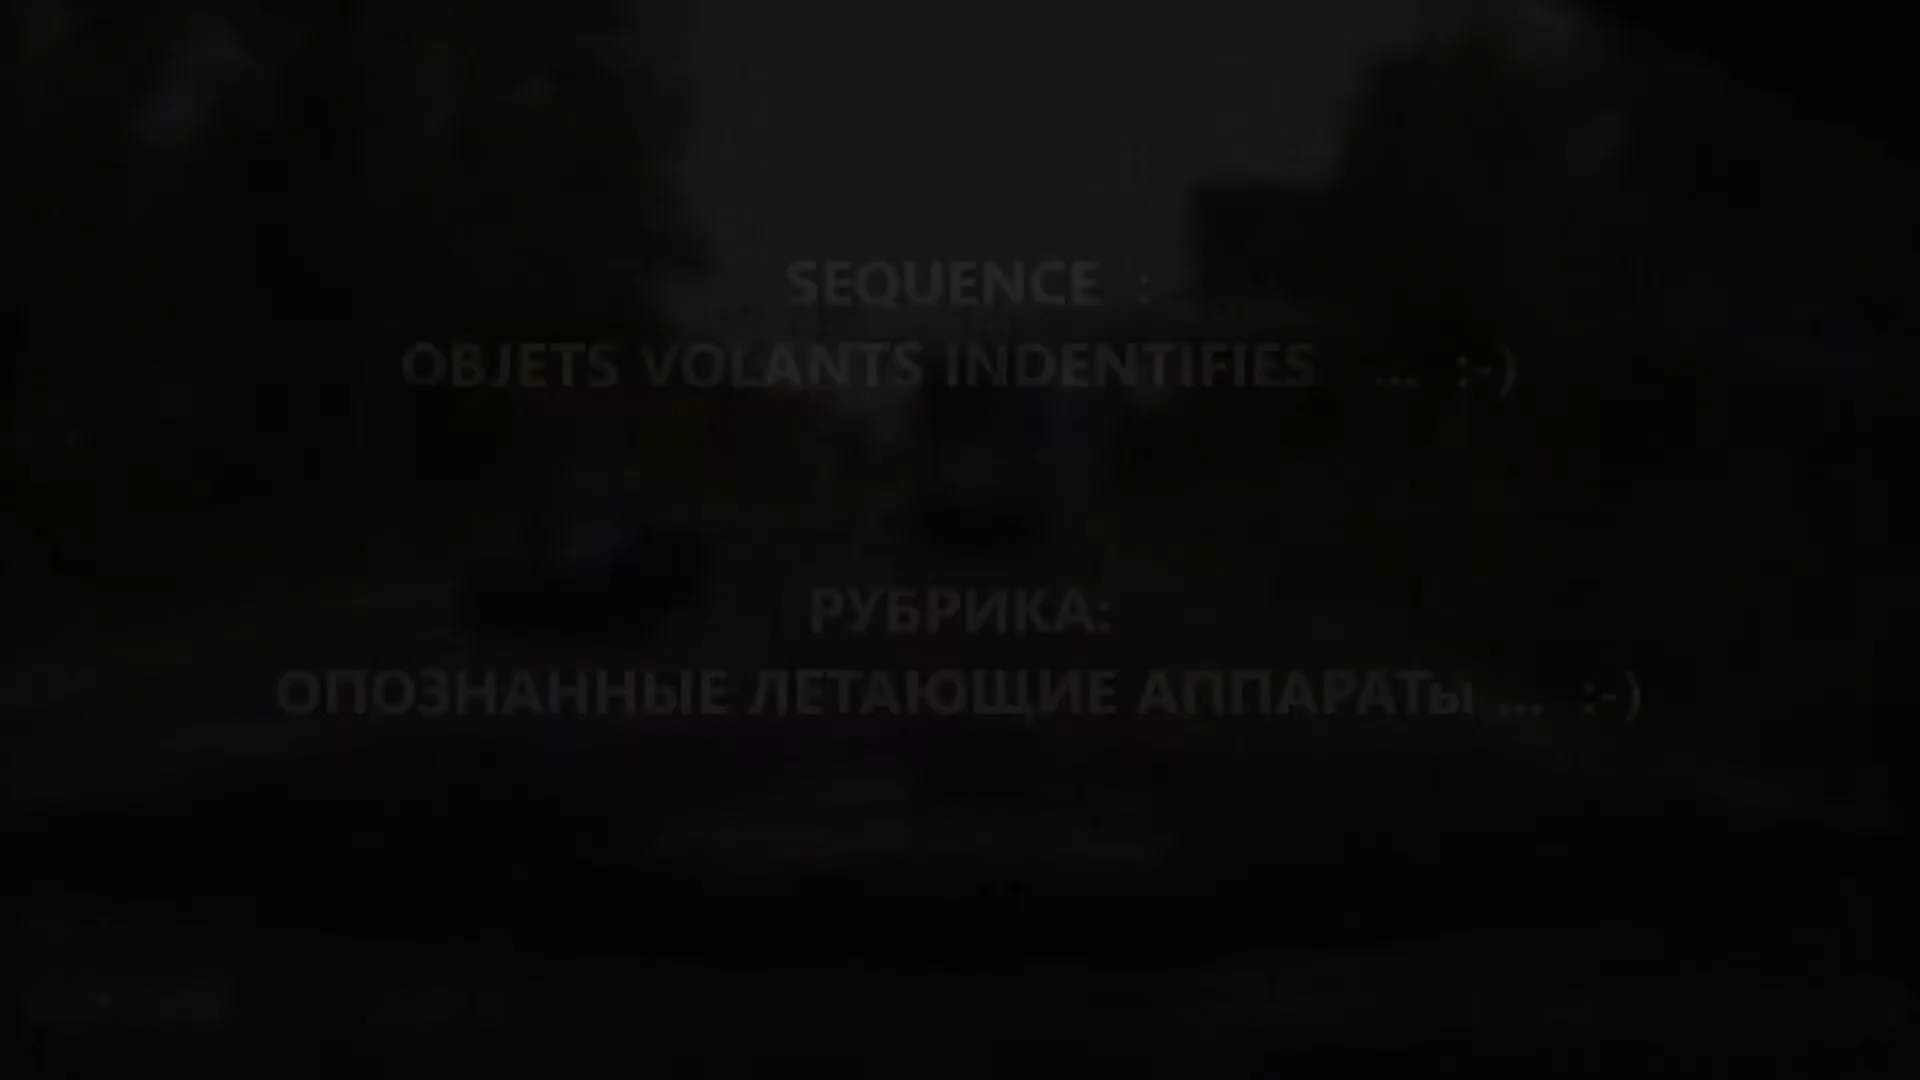 SEQUENCE :
OBJETS VOLANTS INDENTIFIES ... :-)
РУБРИКА:
ОПОЗНАННЫЕ ЛЕТАЮЩИЕ АППАРАТы ... :-)